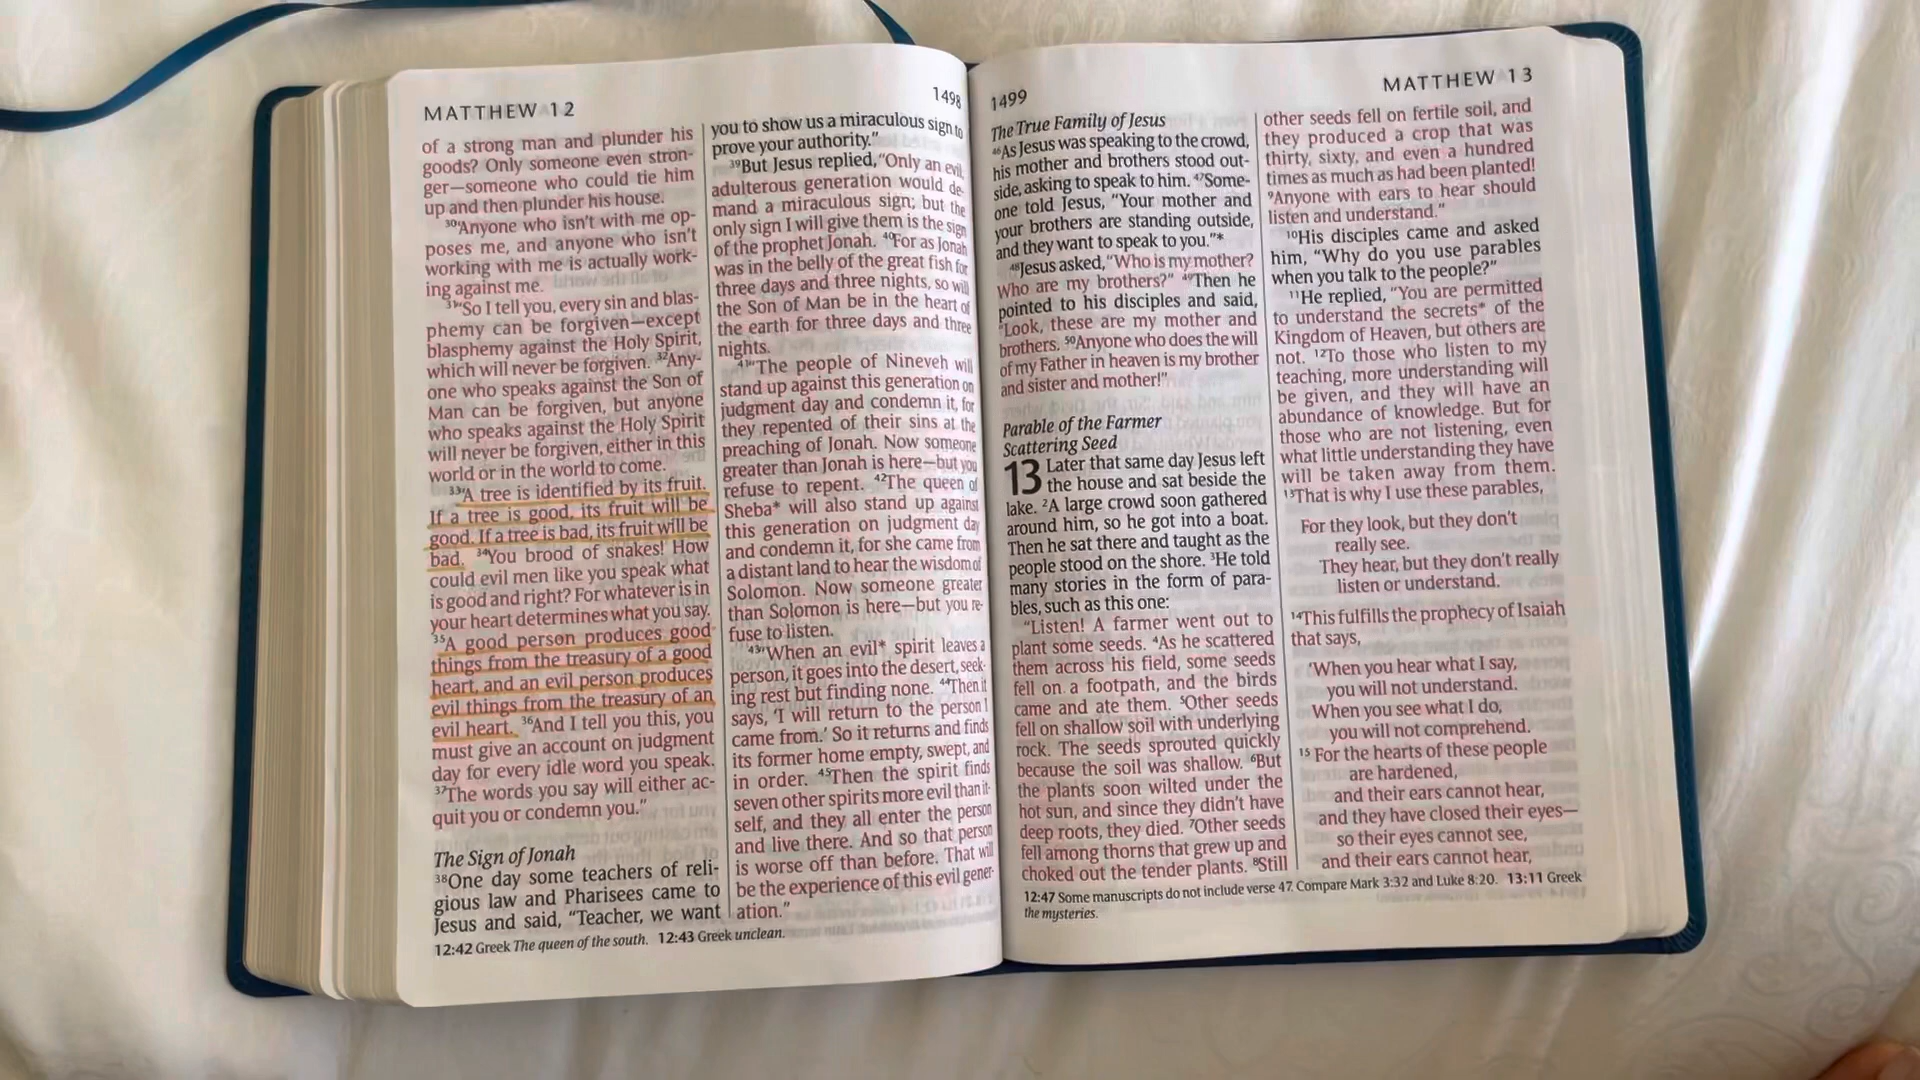 MATTHEW 12
1498
of a strong man and plunder his
goods? Only someone even stron-
ger—someone who could tie him
up and then plunder his house.
30“Anyone who isn’t with me op-
poses me, and anyone who isn’t
working with me is actually work-
ing against me.
31“So I tell you, every sin and blas-
phemy can be forgiven—except
blasphemy against the Holy Spirit,
which will never be forgiven. 32Any-
one who speaks against the Son of
Man can be forgiven, but anyone
who speaks against the Holy Spirit
will never be forgiven, either in this
world or in the world to come.
33“A tree is identified by its fruit.
If a tree is good, its fruit will be
good. If a tree is bad, its fruit will be
bad. 34You brood of snakes! How
could evil men like you speak what
is good and right? For whatever is in
your heart determines what you say.
35A good person produces good
things from the treasury of a good
heart, and an evil person produces
evil things from the treasury of an
evil heart. 36And I tell you this, you
must give an account on judgment
day for every idle word you speak.
37The words you say will either ac-
quit you or condemn you.”
The Sign of Jonah
38One day some teachers of reli-
gious law and Pharisees came to
Jesus and said, “Teacher, we want
you to show us a miraculous sign to
prove your authority.”
39But Jesus replied, “Only an evil,
adulterous generation would de-
mand a miraculous sign; but the
only sign I will give them is the sign
of the prophet Jonah. 40For as Jonah
was in the belly of the great fish for
three days and three nights, so will
the Son of Man be in the heart of
the earth for three days and three
nights.
41“The people of Nineveh will
stand up against this generation on
judgment day and condemn it, for
they repented of their sins at the
preaching of Jonah. Now someone
greater than Jonah is here—but you
refuse to repent. 42The queen of
Sheba* will also stand up against
this generation on judgment day
and condemn it, for she came from
a distant land to hear the wisdom of
Solomon. Now someone greater
than Solomon is here—but you re-
fuse to listen.
43“When an evil* spirit leaves a
person, it goes into the desert, seek-
ing rest but finding none. 44Then it
says, ‘I will return to the person I
came from.’ So it returns and finds
its former home empty, swept, and
in order. 45Then the spirit finds
seven other spirits more evil than it-
self, and they all enter the person
and live there. And so that person
is worse off than before. That will
be the experience of this evil gener-
ation.”
12:42 Greek The queen of the south. 12:43 Greek unclean.
1499
MATTHEW 13
The True Family of Jesus
46As Jesus was speaking to the crowd,
his mother and brothers stood out-
side, asking to speak to him. 47Some-
one told Jesus, “Your mother and
your brothers are standing outside,
and they want to speak to you.”*
48Jesus asked, “Who is my mother?
Who are my brothers?” 49Then he
pointed to his disciples and said,
“Look, these are my mother and
brothers. 50Anyone who does the will
of my Father in heaven is my brother
and sister and mother!”
Parable of the Farmer
Scattering Seed
13 Later that same day Jesus left
the house and sat beside the
lake. 2A large crowd soon gathered
around him, so he got into a boat.
Then he sat there and taught as the
people stood on the shore. 3He told
many stories in the form of para-
bles, such as this one:
“Listen! A farmer went out to
plant some seeds. 4As he scattered
them across his field, some seeds
fell on a footpath, and the birds
came and ate them. 5Other seeds
fell on shallow soil with underlying
rock. The seeds sprouted quickly
because the soil was shallow. 6But
the plants soon wilted under the
hot sun, and since they didn’t have
deep roots, they died. 7Other seeds
fell among thorns that grew up and
choked out the tender plants. 8Still
other seeds fell on fertile soil, and
they produced a crop that was
thirty, sixty, and even a hundred
times as much as had been planted!
9Anyone with ears to hear should
listen and understand.”
10His disciples came and asked
him, “Why do you use parables
when you talk to the people?”
11He replied, “You are permitted
to understand the secrets* of the
Kingdom of Heaven, but others are
not. 12To those who listen to my
teaching, more understanding will
be given, and they will have an
abundance of knowledge. But for
those who are not listening, even
what little understanding they have
will be taken away from them.
13That is why I use these parables,
For they look, but they don’t
really see.
They hear, but they don’t really
listen or understand.
14This fulfills the prophecy of Isaiah
that says,
‘When you hear what I say,
you will not understand.
When you see what I do,
you will not comprehend.
15 For the hearts of these people
are hardened,
and their ears cannot hear,
and they have closed their eyes—
so their eyes cannot see,
and their ears cannot hear,
12:47 Some manuscripts do not include verse 47. Compare Mark 3:32 and Luke 8:20. 13:11 Greek
the mysteries.